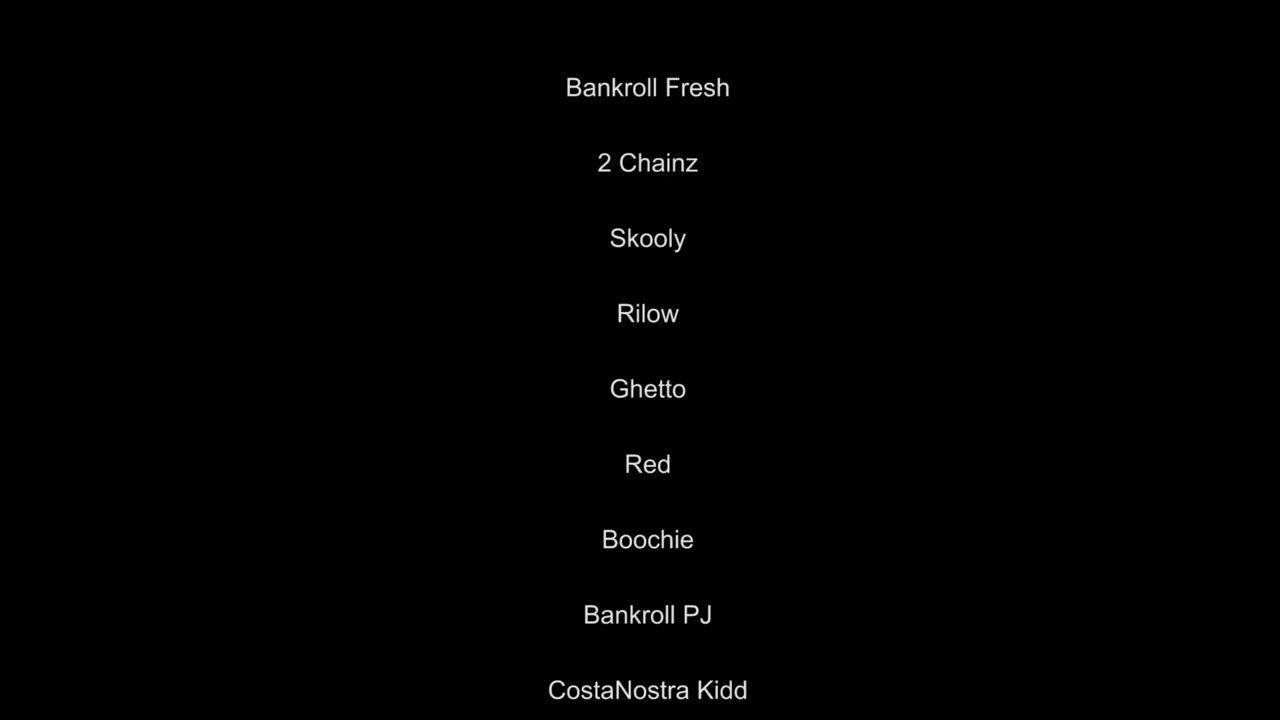 Bankroll Fresh
2 Chainz
Skooly
Rilow
Ghetto
Red
Boochie
Bankroll PJ
CostaNostra Kidd